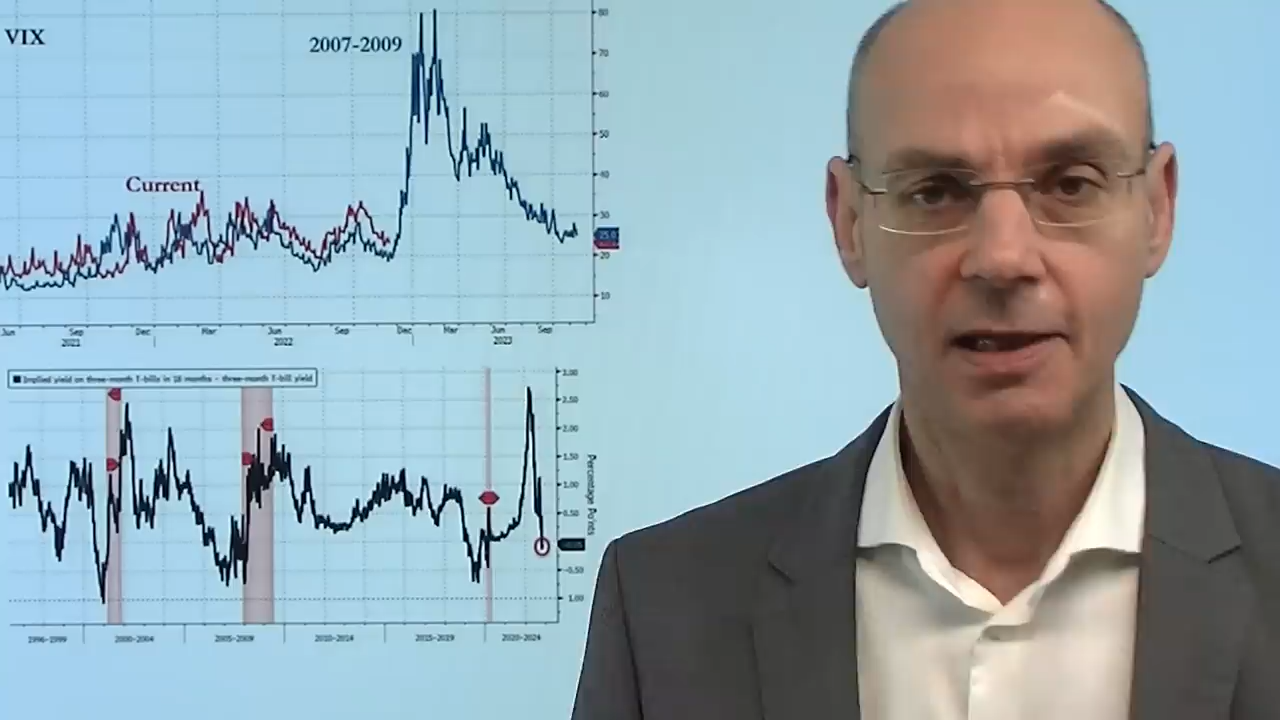 VIX
2007-2009
Current
80
70
60
50
40
30
20
10
Jun Sep Dec Mar Jun Sep Dec Mar Jun Sep
2021 2022 2023
Implied yield on three-month T-bills in 18 months - three-month T-bill yield
3.00
2.50
2.00
1.50
1.00
0.50
-0.50
1.00
Percentage Points
1996-1999 2000-2004 2005-2009 2010-2014 2015-2019 2020-2024